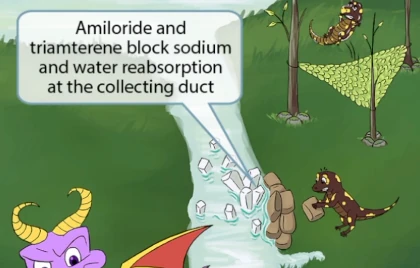 Amiloride and
triamterene block sodium
and water reabsorption
at the collecting duct